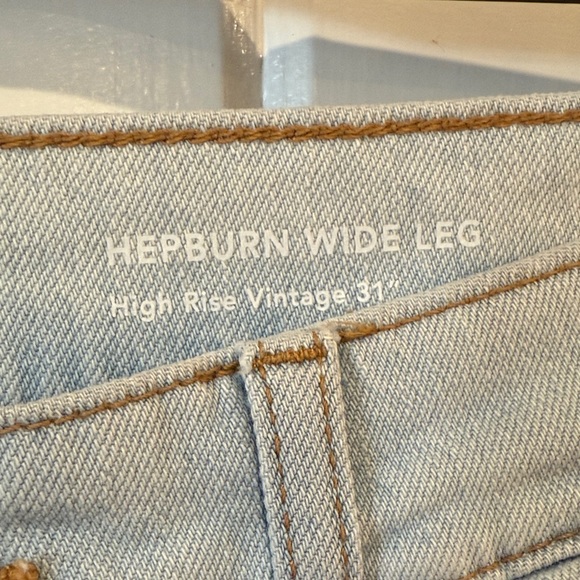 HEPBURN WIDE LEG
High Rise Vintage 31"